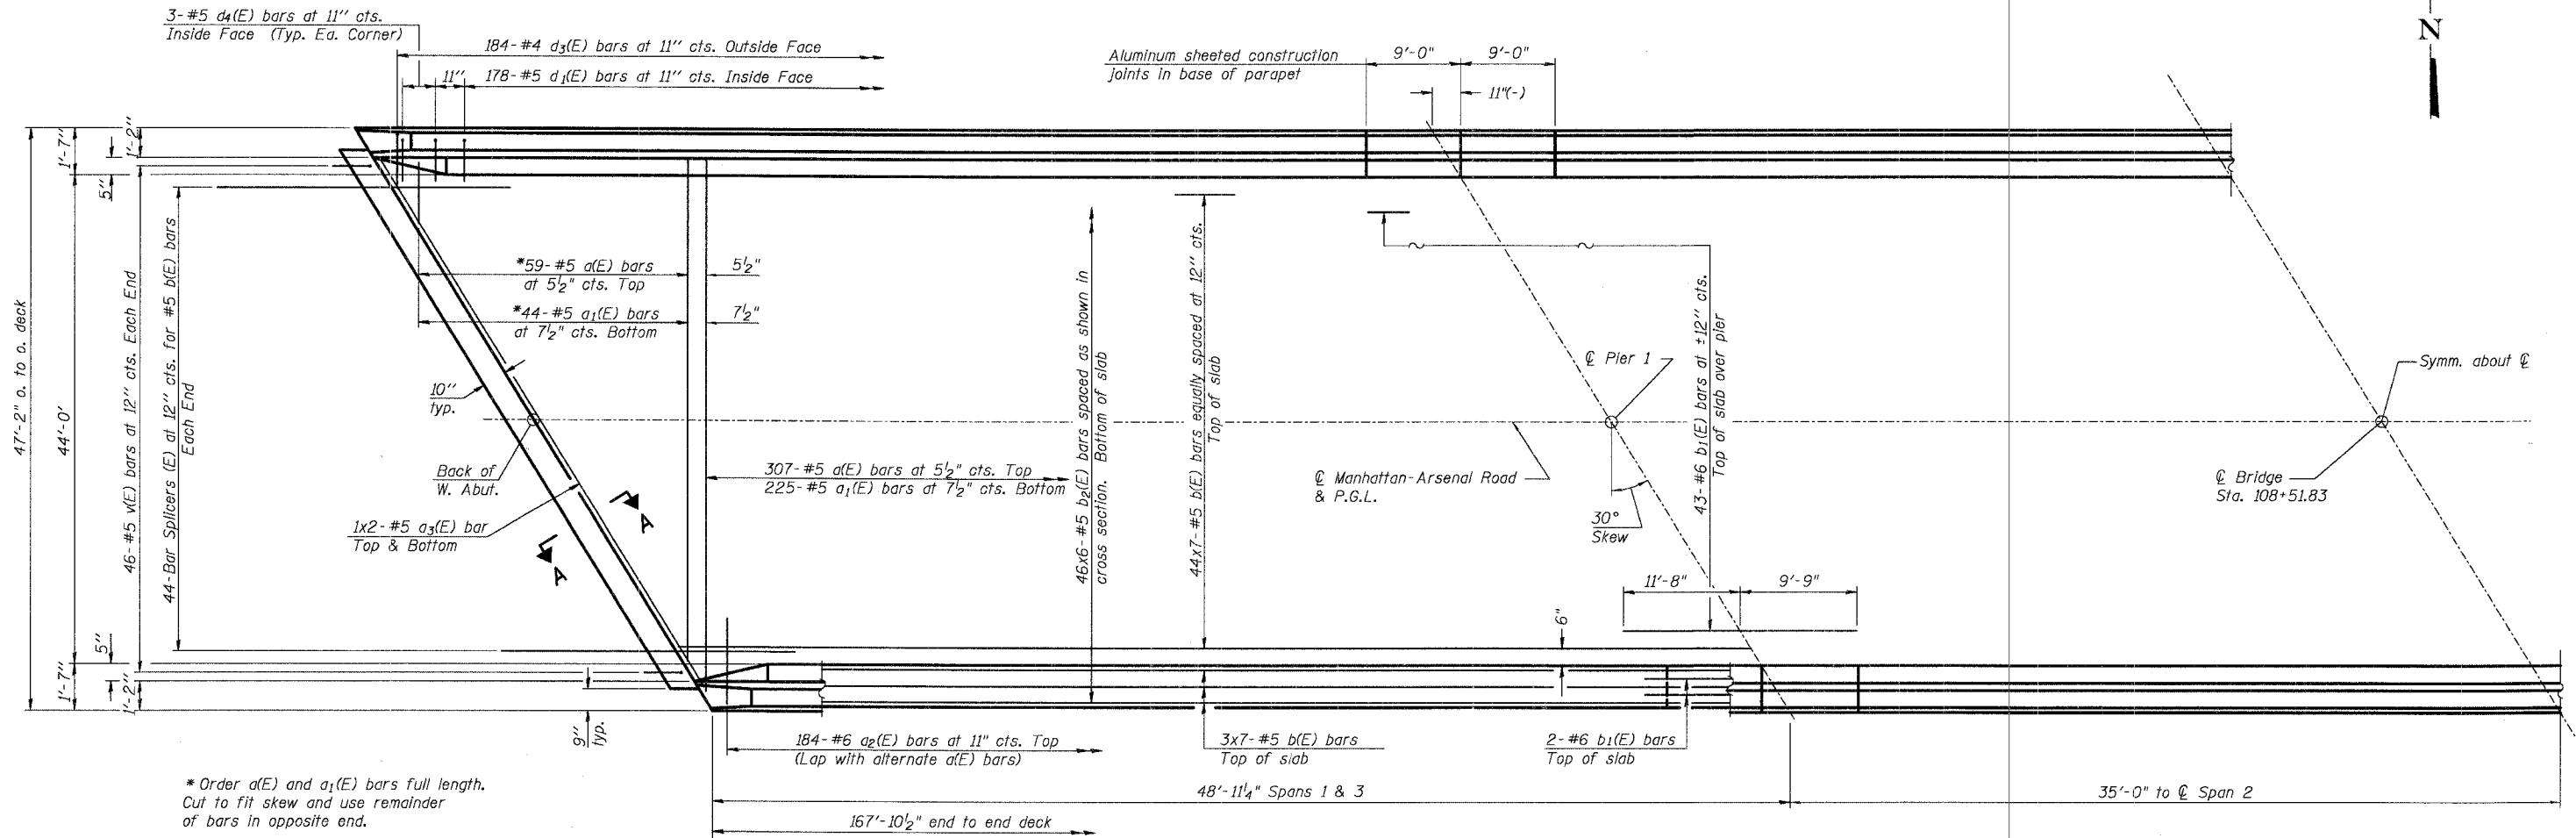 3-#5 d4(E) bars at 11" cts.
Inside Face (Typ. Ea. Corner)
184-#4 d3(E) bars at 11" cts. Outside Face
11"
178-#5 d1(E) bars at 11" cts. Inside Face
Aluminum sheeted construction
joints in base of parapet
9'-0"
9'-0"
11"(-)
N
47'-2" o. to o. deck
1'-7"
5"
44'-0'
5"
1'-7"
1'-2"
46-#5 v(E) bars at 12" cts. Each End
1'-2"
44-Bar Splicers (E) at 12" cts. for #5 b(E) bars
Each End
*59-#5 a(E) bars
at 5½" cts. Top
5½"
*44-#5 a1(E) bars
at 7½" cts. Bottom
7½"
10"
typ.
Back of
W. Abut.
1x2-#5 a3(E) bar
Top & Bottom
A
A
307-#5 a(E) bars at 5½" cts. Top
225-#5 a1(E) bars at 7½" cts. Bottom
46x6-#5 b2(E) bars spaced as shown in
cross section. Bottom of slab
44x7-#5 b(E) bars equally spaced at 12" cts.
Top of slab
43-#6 b1(E) bars at ±12" cts.
Top of slab over pier
℄ Pier 1
℄ Manhattan-Arsenal Road
& P.G.L.
30°
Skew
Symm. about ℄
℄ Bridge
Sta. 108+51.83
11'-8"
9'-9"
6"
9"
typ.
184-#6 a2(E) bars at 11" cts. Top
(Lap with alternate a(E) bars)
3x7-#5 b(E) bars
Top of slab
2-#6 b1(E) bars
Top of slab
* Order a(E) and a1(E) bars full length.
Cut to fit skew and use remainder
of bars in opposite end.
48'-11¼" Spans 1 & 3
35'-0" to ℄ Span 2
167'-10½" end to end deck